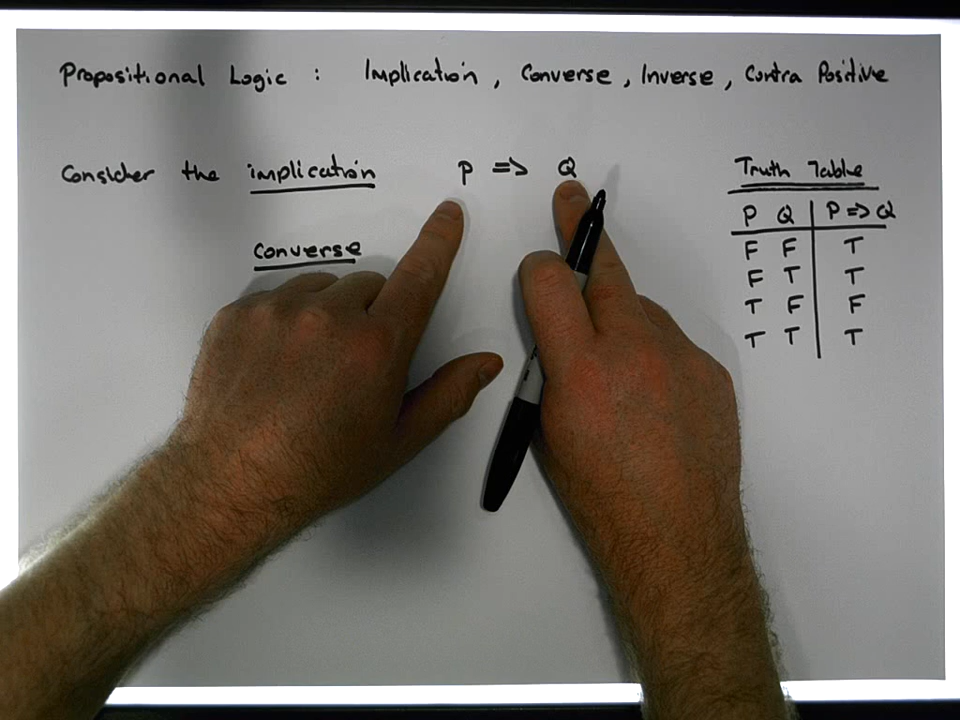 Propositional Logic : Implication , Converse , Inverse , Contra Positive
Consider the implication P => Q
Converse
Truth Table
P Q P => Q
F F T
F T T
T F F
T T T